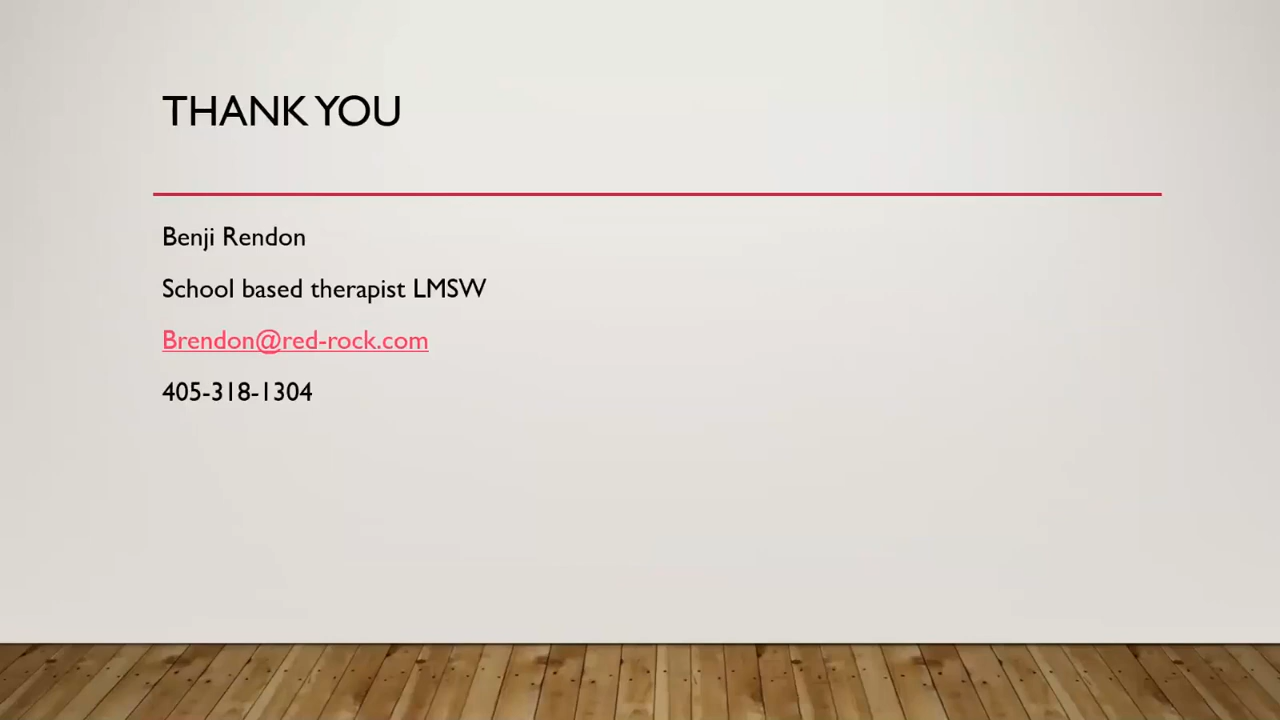 THANK YOU
Benji Rendon
School based therapist LMSW
Brendon@red-rock.com
405-318-1304